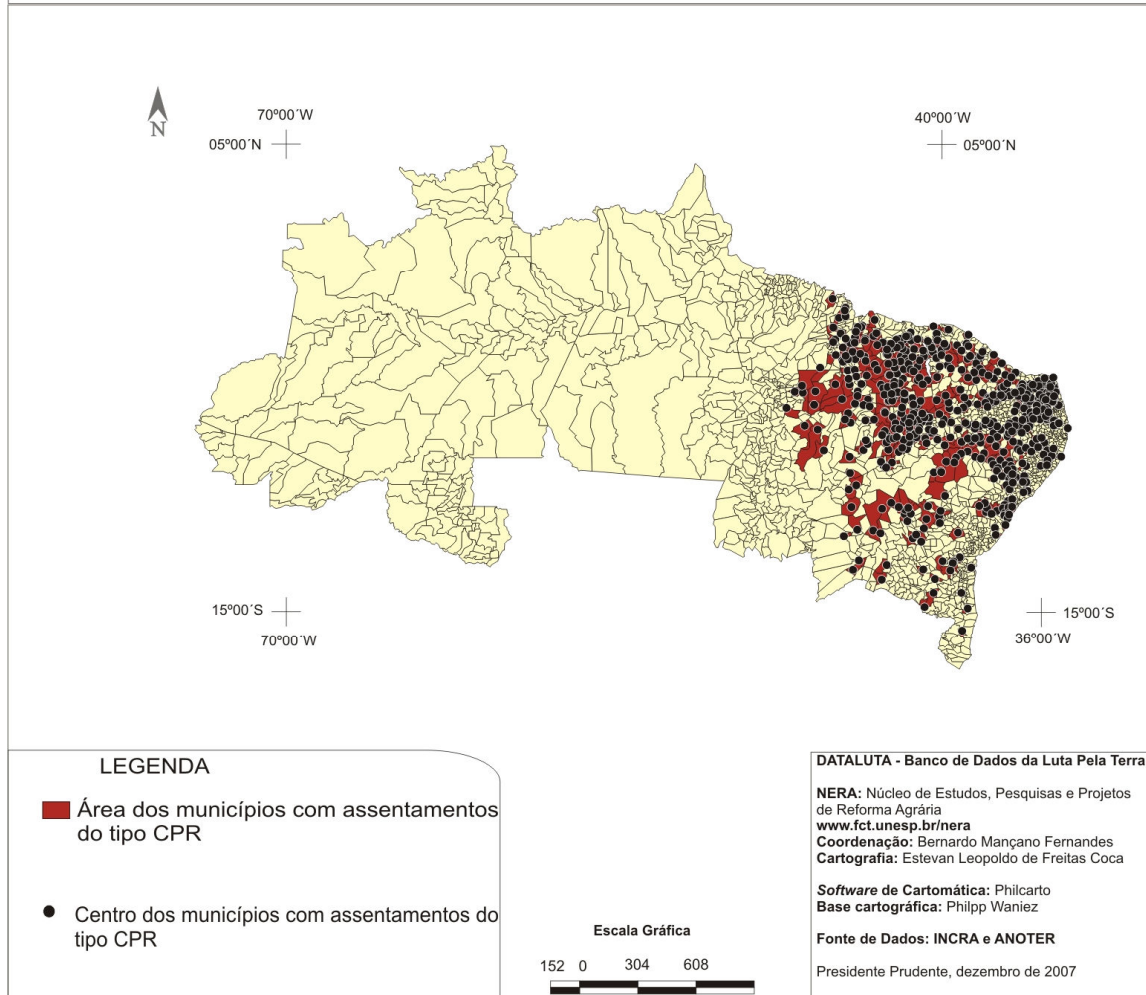 70º00´W
05º00´N
N
40º00´W
05º00´N
15º00´S
70º00´W
15º00´S
36º00´W
LEGENDA
Área dos municípios com assentamentos
do tipo CPR
Centro dos municípios com assentamentos do
tipo CPR
Escala Gráfica
152 0 304 608
DATALUTA - Banco de Dados da Luta Pela Terra
NERA: Núcleo de Estudos, Pesquisas e Projetos
de Reforma Agrária
www.fct.unesp.br/nera
Coordenação: Bernardo Mançano Fernandes
Cartografia: Estevan Leopoldo de Freitas Coca
Software de Cartomática: Philcarto
Base cartográfica: Philpp Waniez
Fonte de Dados: INCRA e ANOTER
Presidente Prudente, dezembro de 2007